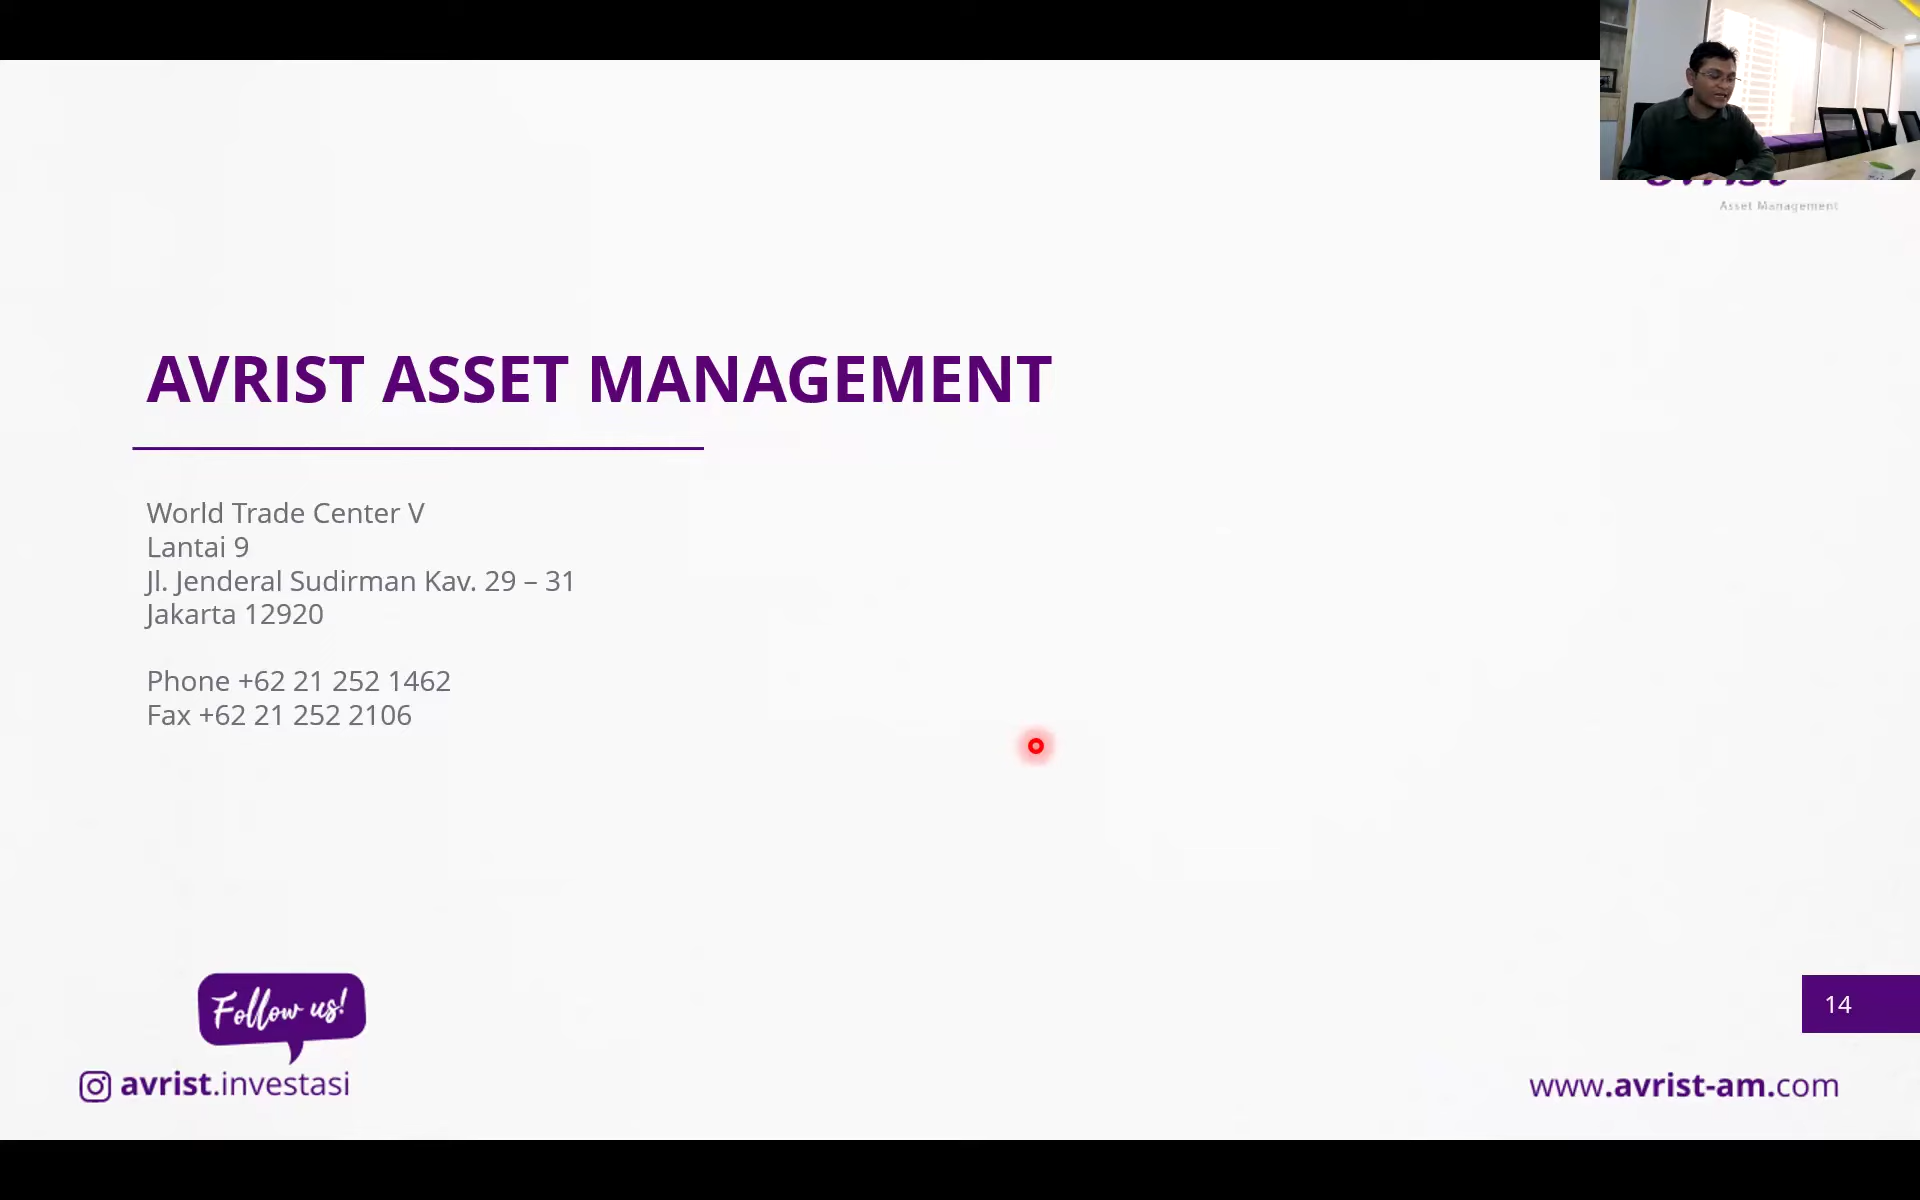 Asset Management
AVRIST ASSET MANAGEMENT
World Trade Center V
Lantai 9
Jl. Jenderal Sudirman Kav. 29 – 31
Jakarta 12920
Phone +62 21 252 1462
Fax +62 21 252 2106
Follow us!
avrist.investasi
14
www.avrist-am.com